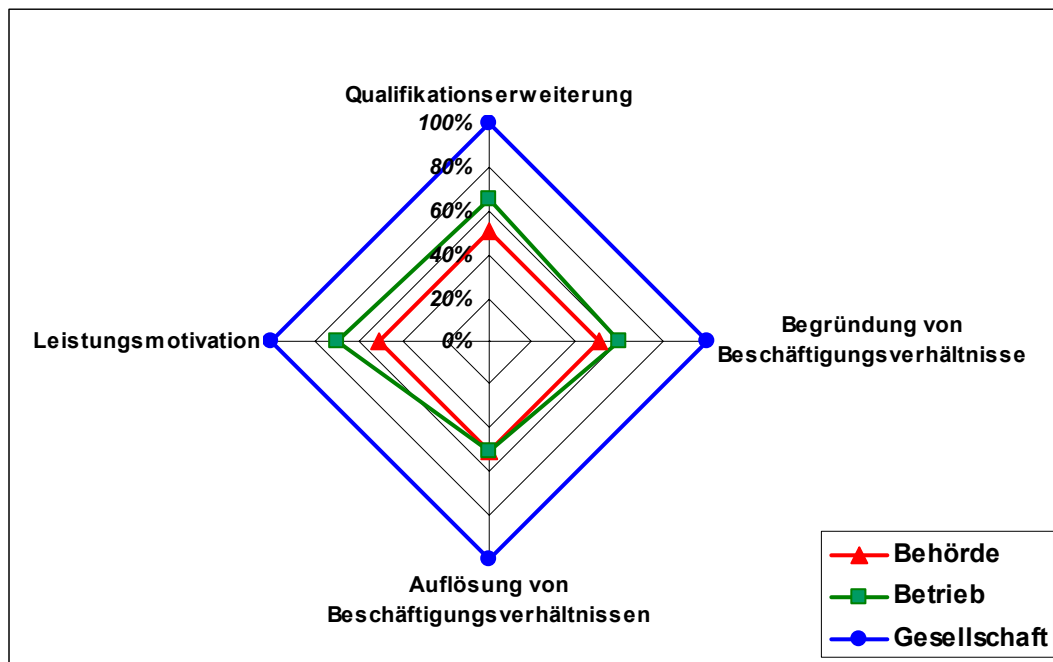 Qualifikationserweiterung
100%
80%
60%
40%
20%
0%
Leistungsmotivation
Begründung von
Beschäftigungsverhältnisse
Auflösung von
Beschäftigungsverhältnissen
Behörde
Betrieb
Gesellschaft